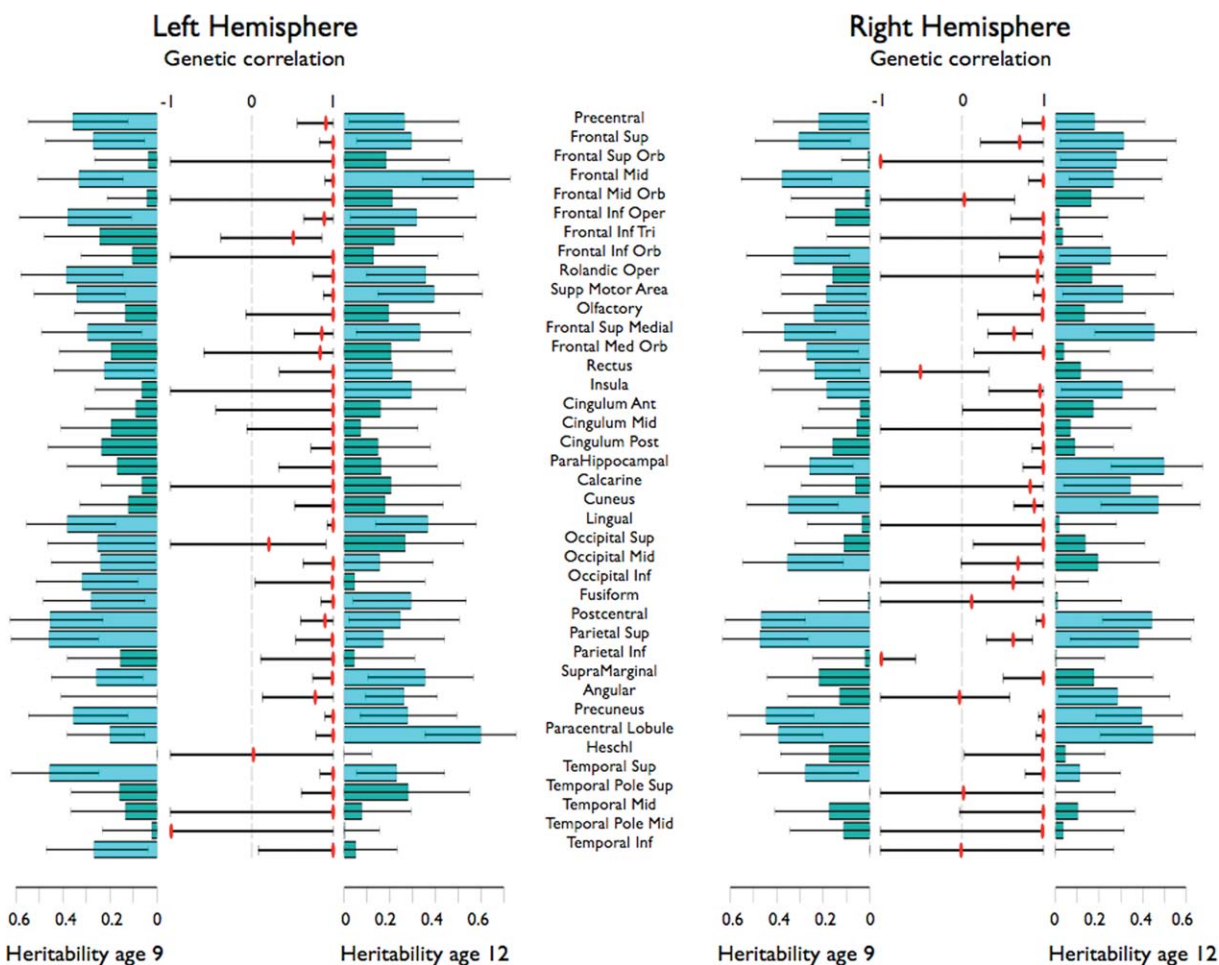 Left Hemisphere
Genetic correlation
Right Hemisphere
Genetic correlation
-1 0 1
-1 0 1
Precentral
Frontal Sup
Frontal Sup Orb
Frontal Mid
Frontal Mid Orb
Frontal Inf Oper
Frontal Inf Tri
Frontal Inf Orb
Rolandic Oper
Supp Motor Area
Olfactory
Frontal Sup Medial
Frontal Med Orb
Rectus
Insula
Cingulum Ant
Cingulum Mid
Cingulum Post
ParaHippocampal
Calcarine
Cuneus
Lingual
Occipital Sup
Occipital Mid
Occipital Inf
Fusiform
Postcentral
Parietal Sup
Parietal Inf
SupraMarginal
Angular
Precuneus
Paracentral Lobule
Heschl
Temporal Sup
Temporal Pole Sup
Temporal Mid
Temporal Pole Mid
Temporal Inf
0.6 0.4 0.2 0
0 0.2 0.4 0.6
0.6 0.4 0.2 0
0 0.2 0.4 0.6
Heritability age 9
Heritability age 12
Heritability age 9
Heritability age 12